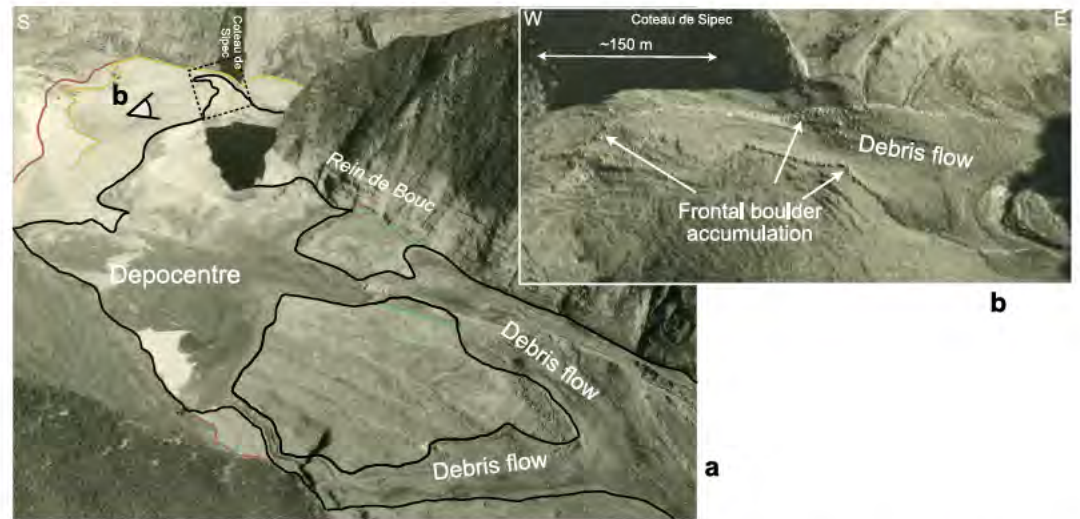 S
Coteau de
Sipec
b
Rein de Bouc
Depocentre
Debris flow
Debris flow
a
W
Coteau de Sipec
E
~150 m
Debris flow
Frontal boulder
accumulation
b